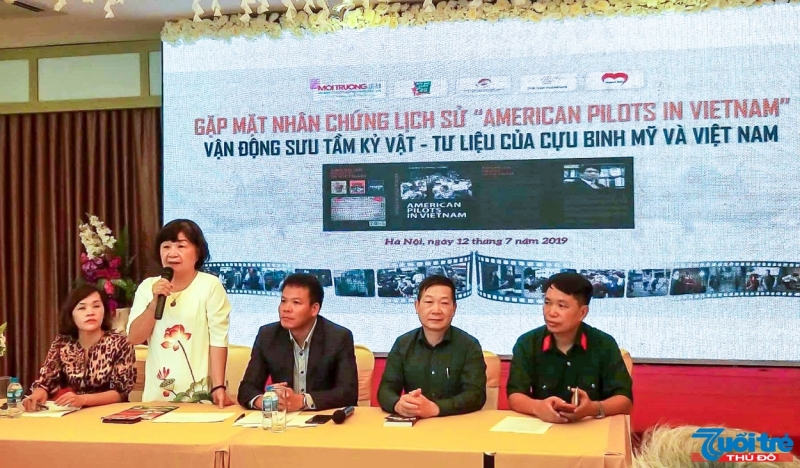 MÔI TRƯỜNG
GẶP MẶT NHÂN CHỨNG LỊCH SỬ "AMERICAN PILOTS IN VIETNAM"
VẬN ĐỘNG SƯU TẦM KỶ VẬT - TƯ LIỆU CỦA CỰU BINH MỸ VÀ VIỆT NAM
AMERICAN
PILOTS
IN VIETNAM
Hà Nội, ngày 12 tháng 7 năm 2019
Tuổi trẻ
THỦ ĐÔ